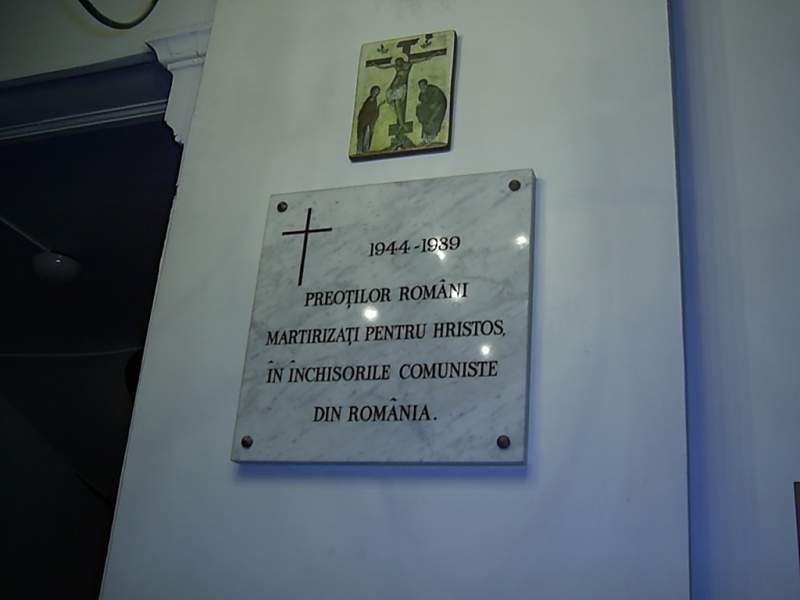 1944-1989
PREOȚILOR ROMÂNI
MARTIRIZAȚI PENTRU HRISTOS,
ÎN ÎNCHISORILE COMUNISTE
DIN ROMÂNIA.